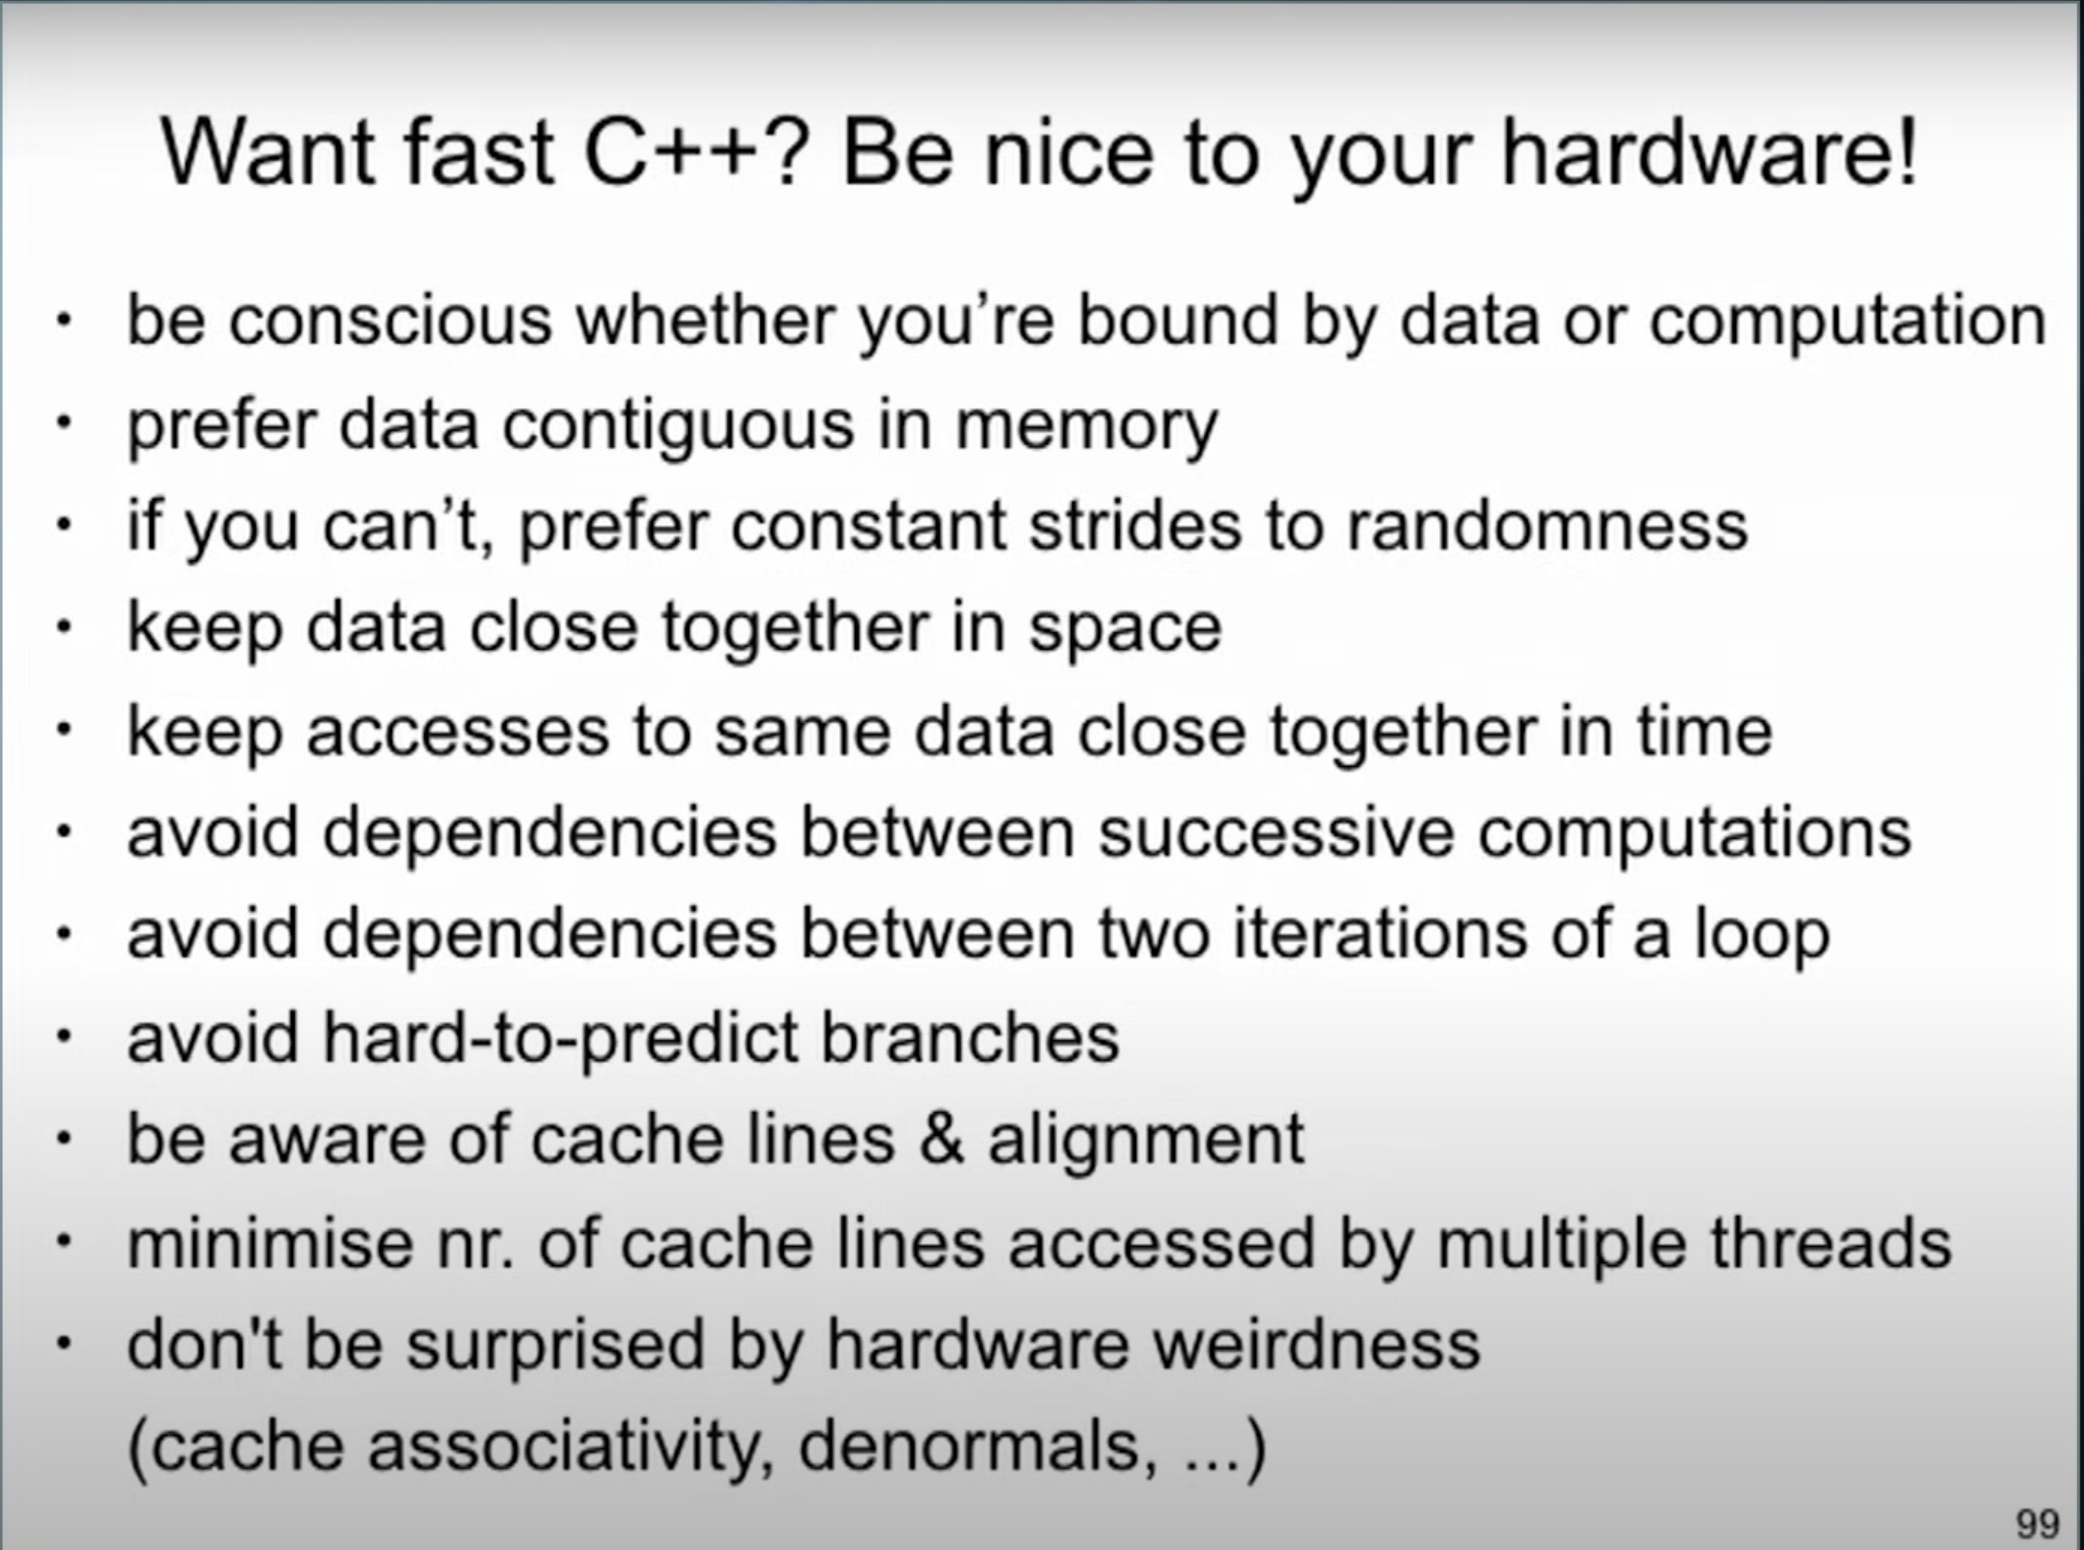 Want fast C++? Be nice to your hardware!
• be conscious whether you’re bound by data or computation
• prefer data contiguous in memory
• if you can’t, prefer constant strides to randomness
• keep data close together in space
• keep accesses to same data close together in time
• avoid dependencies between successive computations
• avoid dependencies between two iterations of a loop
• avoid hard-to-predict branches
• be aware of cache lines & alignment
• minimise nr. of cache lines accessed by multiple threads
• don't be surprised by hardware weirdness
(cache associativity, denormals, ...)
99